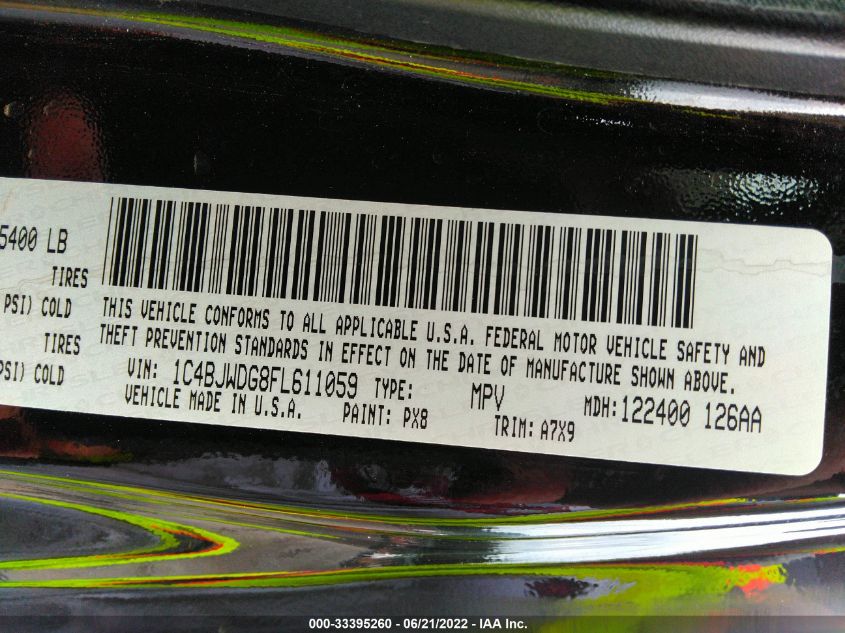 5400 LB
TIRES
PSI) COLD
TIRES
PSI) COLD
THIS VEHICLE CONFORMS TO ALL APPLICABLE U.S.A. FEDERAL MOTOR VEHICLE SAFETY AND
THEFT PREVENTION STANDARDS IN EFFECT ON THE DATE OF MANUFACTURE SHOWN ABOVE.
VIN: 1C4BJWDG8FL611059 TYPE: MPV MDH: 122400 126AA
VEHICLE MADE IN U.S.A. PAINT: PX8 TRIM: A7X9
000-33395260 - 06/21/2022 - IAA Inc.